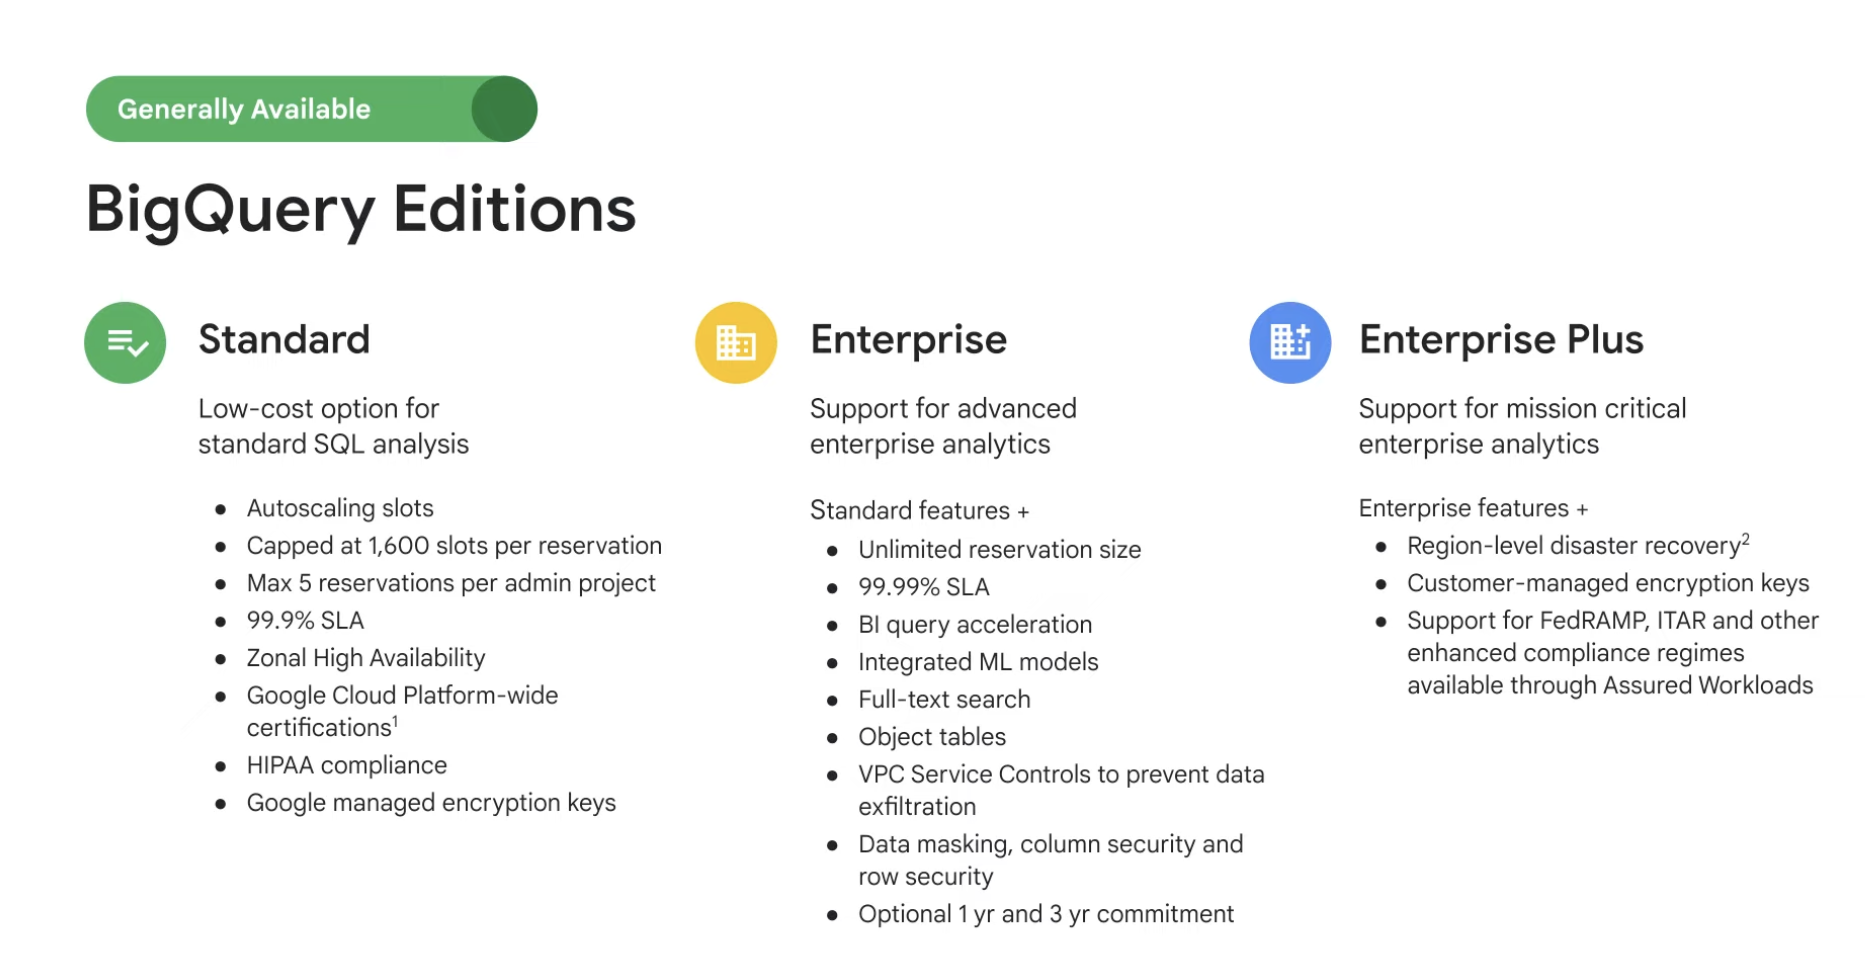 Generally Available
BigQuery Editions
Standard
Low-cost option for
standard SQL analysis
● Autoscaling slots
● Capped at 1,600 slots per reservation
● Max 5 reservations per admin project
● 99.9% SLA
● Zonal High Availability
● Google Cloud Platform-wide
certifications¹
● HIPAA compliance
● Google managed encryption keys
Enterprise
Support for advanced
enterprise analytics
Standard features +
● Unlimited reservation size
● 99.99% SLA
● BI query acceleration
● Integrated ML models
● Full-text search
● Object tables
● VPC Service Controls to prevent data
exfiltration
● Data masking, column security and
row security
● Optional 1 yr and 3 yr commitment
Enterprise Plus
Support for mission critical
enterprise analytics
Enterprise features +
● Region-level disaster recovery²
● Customer-managed encryption keys
● Support for FedRAMP, ITAR and other
enhanced compliance regimes
available through Assured Workloads